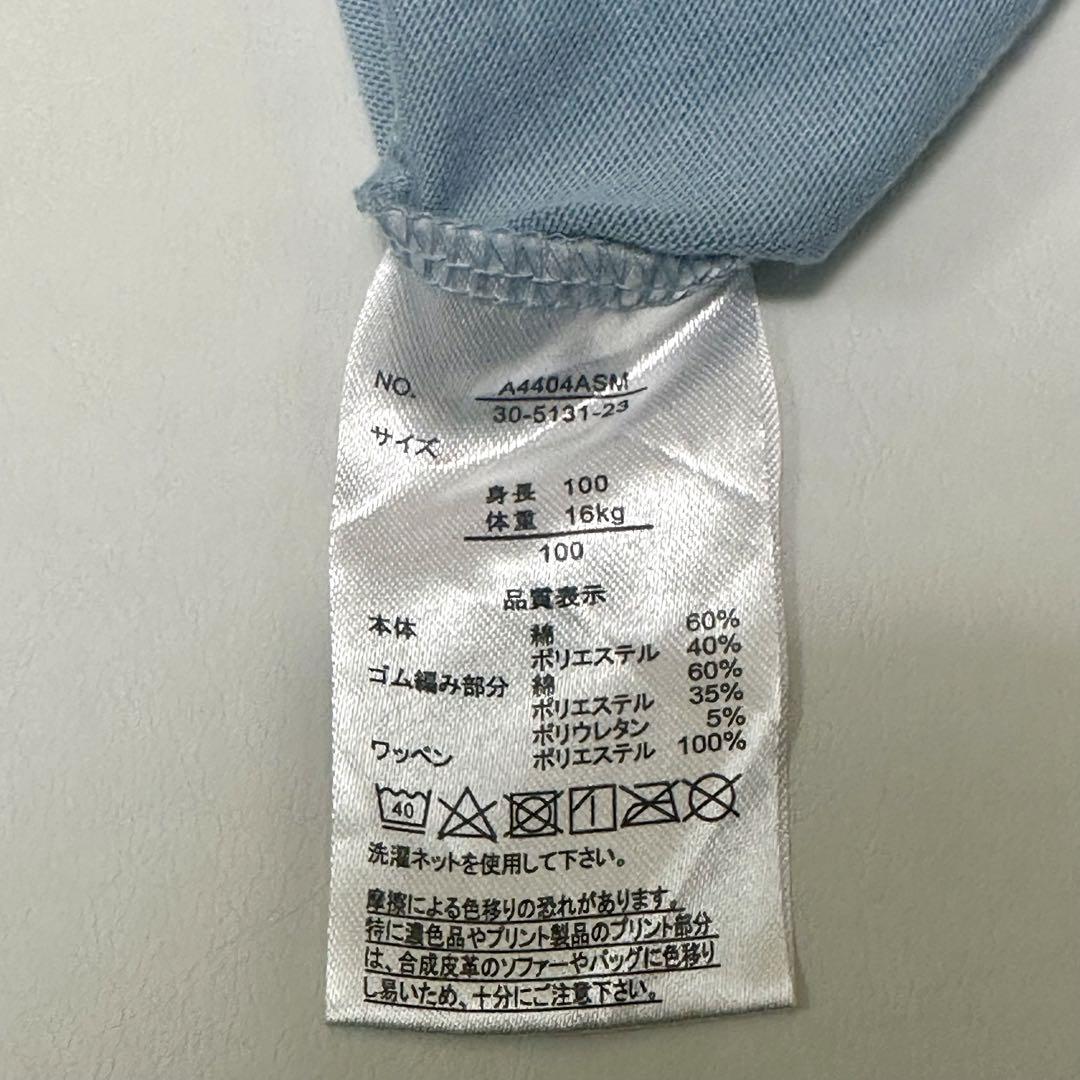 NO. A4404ASM
30-5131-23
サイズ
身長 100
体重 16kg
100
品質表示
本体 綿 60%
ポリエステル 40%
ゴム編み部分 綿 60%
ポリエステル 35%
ポリウレタン 5%
ワッペン ポリエステル 100%
40
洗濯ネットを使用して下さい。
摩擦による色移りの恐れがあります。
特に濃色品やプリント製品のプリント部分
は、合成皮革のソファーやバッグに色移り
し易いため、十分にご注意下さい。